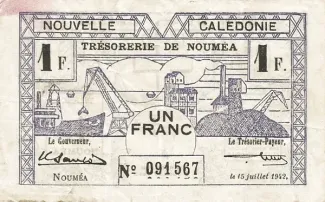 NOUVELLE CALÉDONIE
TRÉSORERIE DE NOUMÉA
1 F. 1 F.
UN
FRANC
Le Gouverneur, Le Trésorier-Payeur,
Nº 091567
NOUMÉA le 15 juillet 1942.